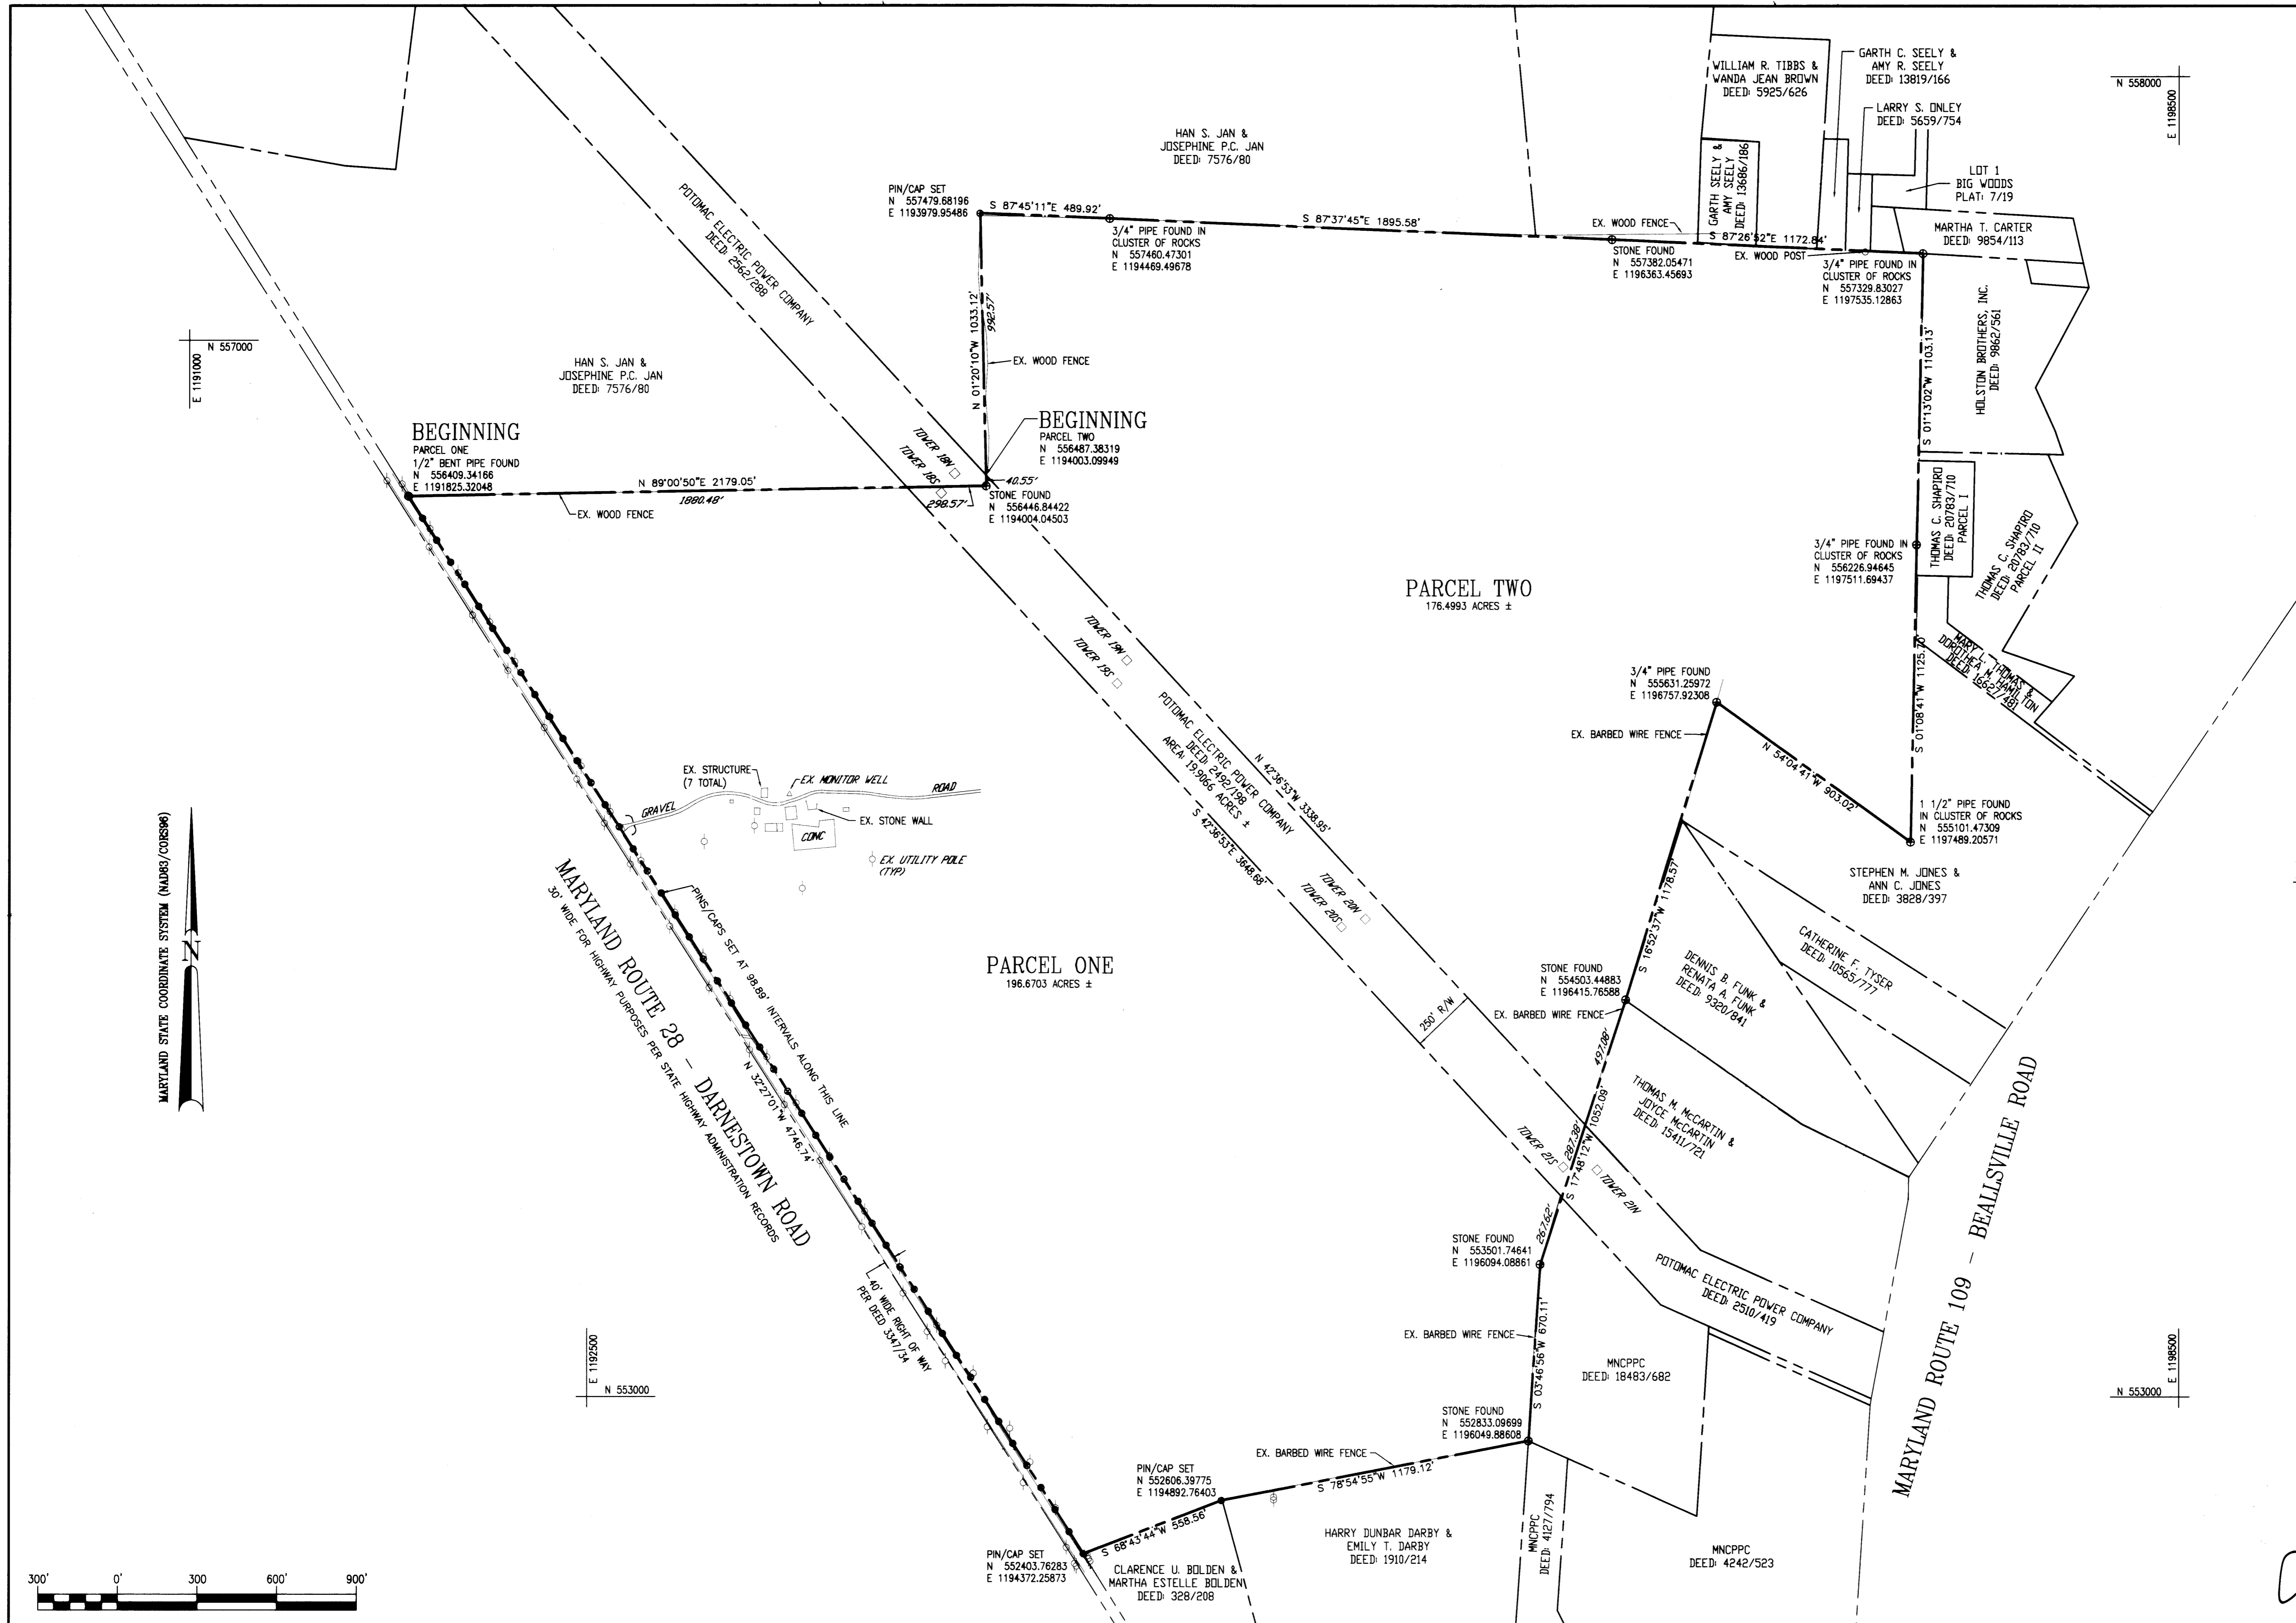 N 558000
E 1198500
WILLIAM R. TIBBS &
WANDA JEAN BROWN
DEED: 5925/626
GARTH C. SEELY &
AMY R. SEELY
DEED: 13819/166
LARRY S. ONLEY
DEED: 5659/754
LOT 1
BIG WOODS
PLAT: 7/19
MARTHA T. CARTER
DEED: 9854/113
GARTH SEELY &
AMY SEELY
DEED: 13686/186
HAN S. JAN &
JOSEPHINE P.C. JAN
DEED: 7576/80
POTOMAC ELECTRIC POWER COMPANY
DEED: 2562/288
PIN/CAP SET
N 557479.68196
E 1193979.95486
S 87°45'11"E 489.92'
3/4" PIPE FOUND IN
CLUSTER OF ROCKS
N 557460.47301
E 1194469.49678
S 87°37'45"E 1895.58'
EX. WOOD FENCE
S 87°26'52"E 1172.84'
STONE FOUND
N 557382.05471
E 1196363.45693
EX. WOOD POST
3/4" PIPE FOUND IN
CLUSTER OF ROCKS
N 557329.83027
E 1197535.12863
HOLSTON BROTHERS, INC.
DEED: 9862/561
S 01°13'02"W 1103.13'
N 557000
E 1191000
HAN S. JAN &
JOSEPHINE P.C. JAN
DEED: 7576/80
N 01°20'10"W 1033.12'
992.57'
EX. WOOD FENCE
BEGINNING
PARCEL ONE
1/2" BENT PIPE FOUND
N 556409.34166
E 1191825.32048
N 89°00'50"E 2179.05'
1880.48'
EX. WOOD FENCE
TOWER 18N
TOWER 18S
298.57'
BEGINNING
PARCEL TWO
N 556487.38319
E 1194003.09949
40.55'
STONE FOUND
N 556446.84422
E 1194004.04503
THOMAS C. SHAPIRO
DEED: 20783/710
PARCEL I
THOMAS C. SHAPIRO
DEED: 20783/710
PARCEL II
3/4" PIPE FOUND IN
CLUSTER OF ROCKS
N 556226.94645
E 1197511.69437
PARCEL TWO
176.4993 ACRES ±
TOWER 19N
TOWER 19S
MARY L. THOMAS &
DOROTHEA M. HAMILTON
DEED: 16627/481
S 01°08'41"W 1125.70'
3/4" PIPE FOUND
N 555631.25972
E 1196757.92308
EX. BARBED WIRE FENCE
N 54°04'41"W 903.02'
1 1/2" PIPE FOUND
IN CLUSTER OF ROCKS
N 555101.47309
E 1197489.20571
POTOMAC ELECTRIC POWER COMPANY
DEED: 2492/198
AREA: 19.9066 ACRES ±
N 42°36'53"W 3338.95'
S 42°36'53"E 3648.68'
EX. STRUCTURE
(7 TOTAL)
EX. MONITOR WELL
GRAVEL
ROAD
EX. STONE WALL
CONC
EX. UTILITY POLE
(TYP)
MARYLAND STATE COORDINATE SYSTEM (NAD83/CORS96)
N
STEPHEN M. JONES &
ANN C. JONES
DEED: 3828/397
S 16°52'37"W 1178.57'
TOWER 20N
TOWER 20S
CATHERINE F. TYSER
DEED: 10565/777
DENNIS B. FUNK &
RENATA A. FUNK
DEED: 9320/841
PINS/CAPS SET AT 98.89' INTERVALS ALONG THIS LINE
MARYLAND ROUTE 28 - DARNESTOWN ROAD
30' WIDE FOR HIGHWAY PURPOSES PER STATE HIGHWAY ADMINISTRATION RECORDS
N 32°27'01"W 4746.74'
PARCEL ONE
196.6703 ACRES ±
STONE FOUND
N 554503.44883
E 1196415.76588
EX. BARBED WIRE FENCE
250' R/W
497.08'
S 17°48'12"W 1052.09'
287.38'
THOMAS M. McCARTIN &
JOYCE McCARTIN
DEED: 15411/721
TOWER 21S
TOWER 21N
267.62'
STONE FOUND
N 553501.74641
E 1196094.08861
POTOMAC ELECTRIC POWER COMPANY
DEED: 2510/419
MARYLAND ROUTE 109 - BEALLSVILLE ROAD
40' WIDE RIGHT OF WAY
PER DEED 3347/34
EX. BARBED WIRE FENCE
S 03°46'56"W 670.11'
E 1192500
N 553000
MNCPPC
DEED: 18483/682
E 1198500
N 553000
STONE FOUND
N 552833.09699
E 1196049.88608
EX. BARBED WIRE FENCE
S 78°54'55"W 1179.12'
PIN/CAP SET
N 552606.39775
E 1194892.76403
S 68°43'44"W 558.56'
PIN/CAP SET
N 552403.76283
E 1194372.25873
CLARENCE U. BOLDEN &
MARTHA ESTELLE BOLDEN
DEED: 328/208
HARRY DUNBAR DARBY &
EMILY T. DARBY
DEED: 1910/214
MNCPPC
DEED: 4127/794
MNCPPC
DEED: 4242/523
300' 0' 300 600' 900'